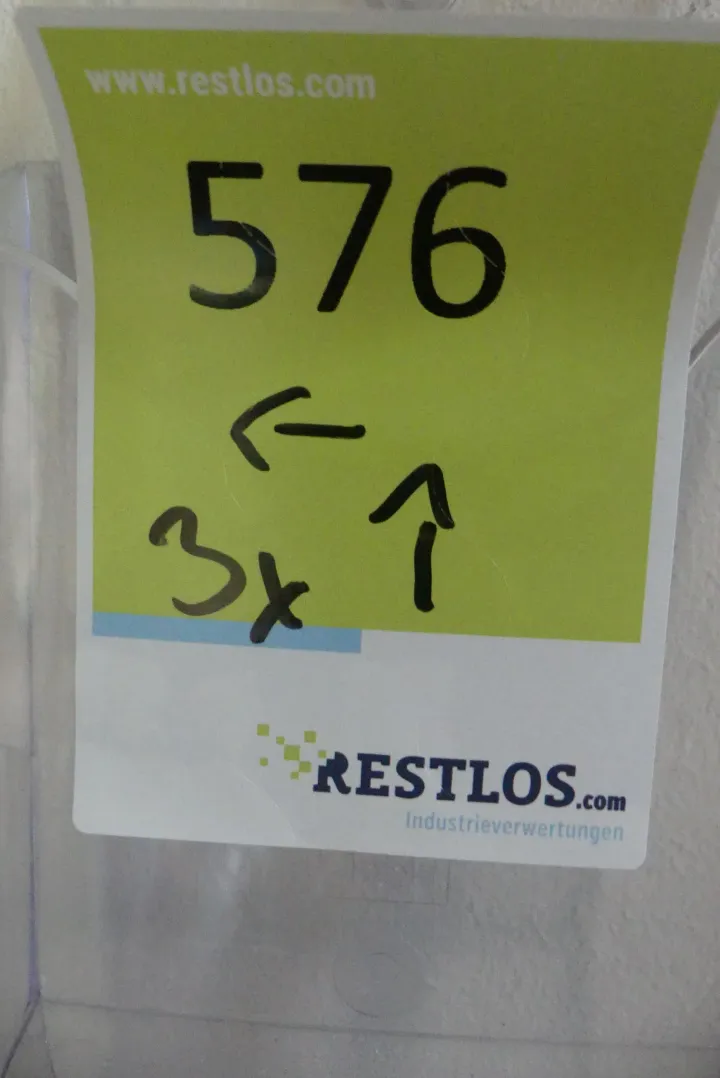 www.restlos.com
576
←
↑
3x
RESTLOS.com
Industrieverwertungen